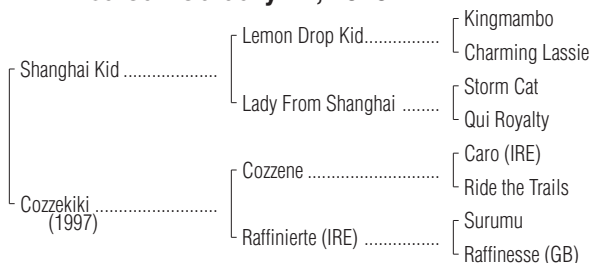 Kingmambo
Lemon Drop Kid................
Charming Lassie
Shanghai Kid ....................
Storm Cat
Lady From Shanghai ........
Qui Royalty
Caro (IRE)
Cozzene ............................
Ride the Trails
Cozzekiki ..........................
(1997)
Surumu
Raffinierte (IRE) ................
Raffinesse (GB)